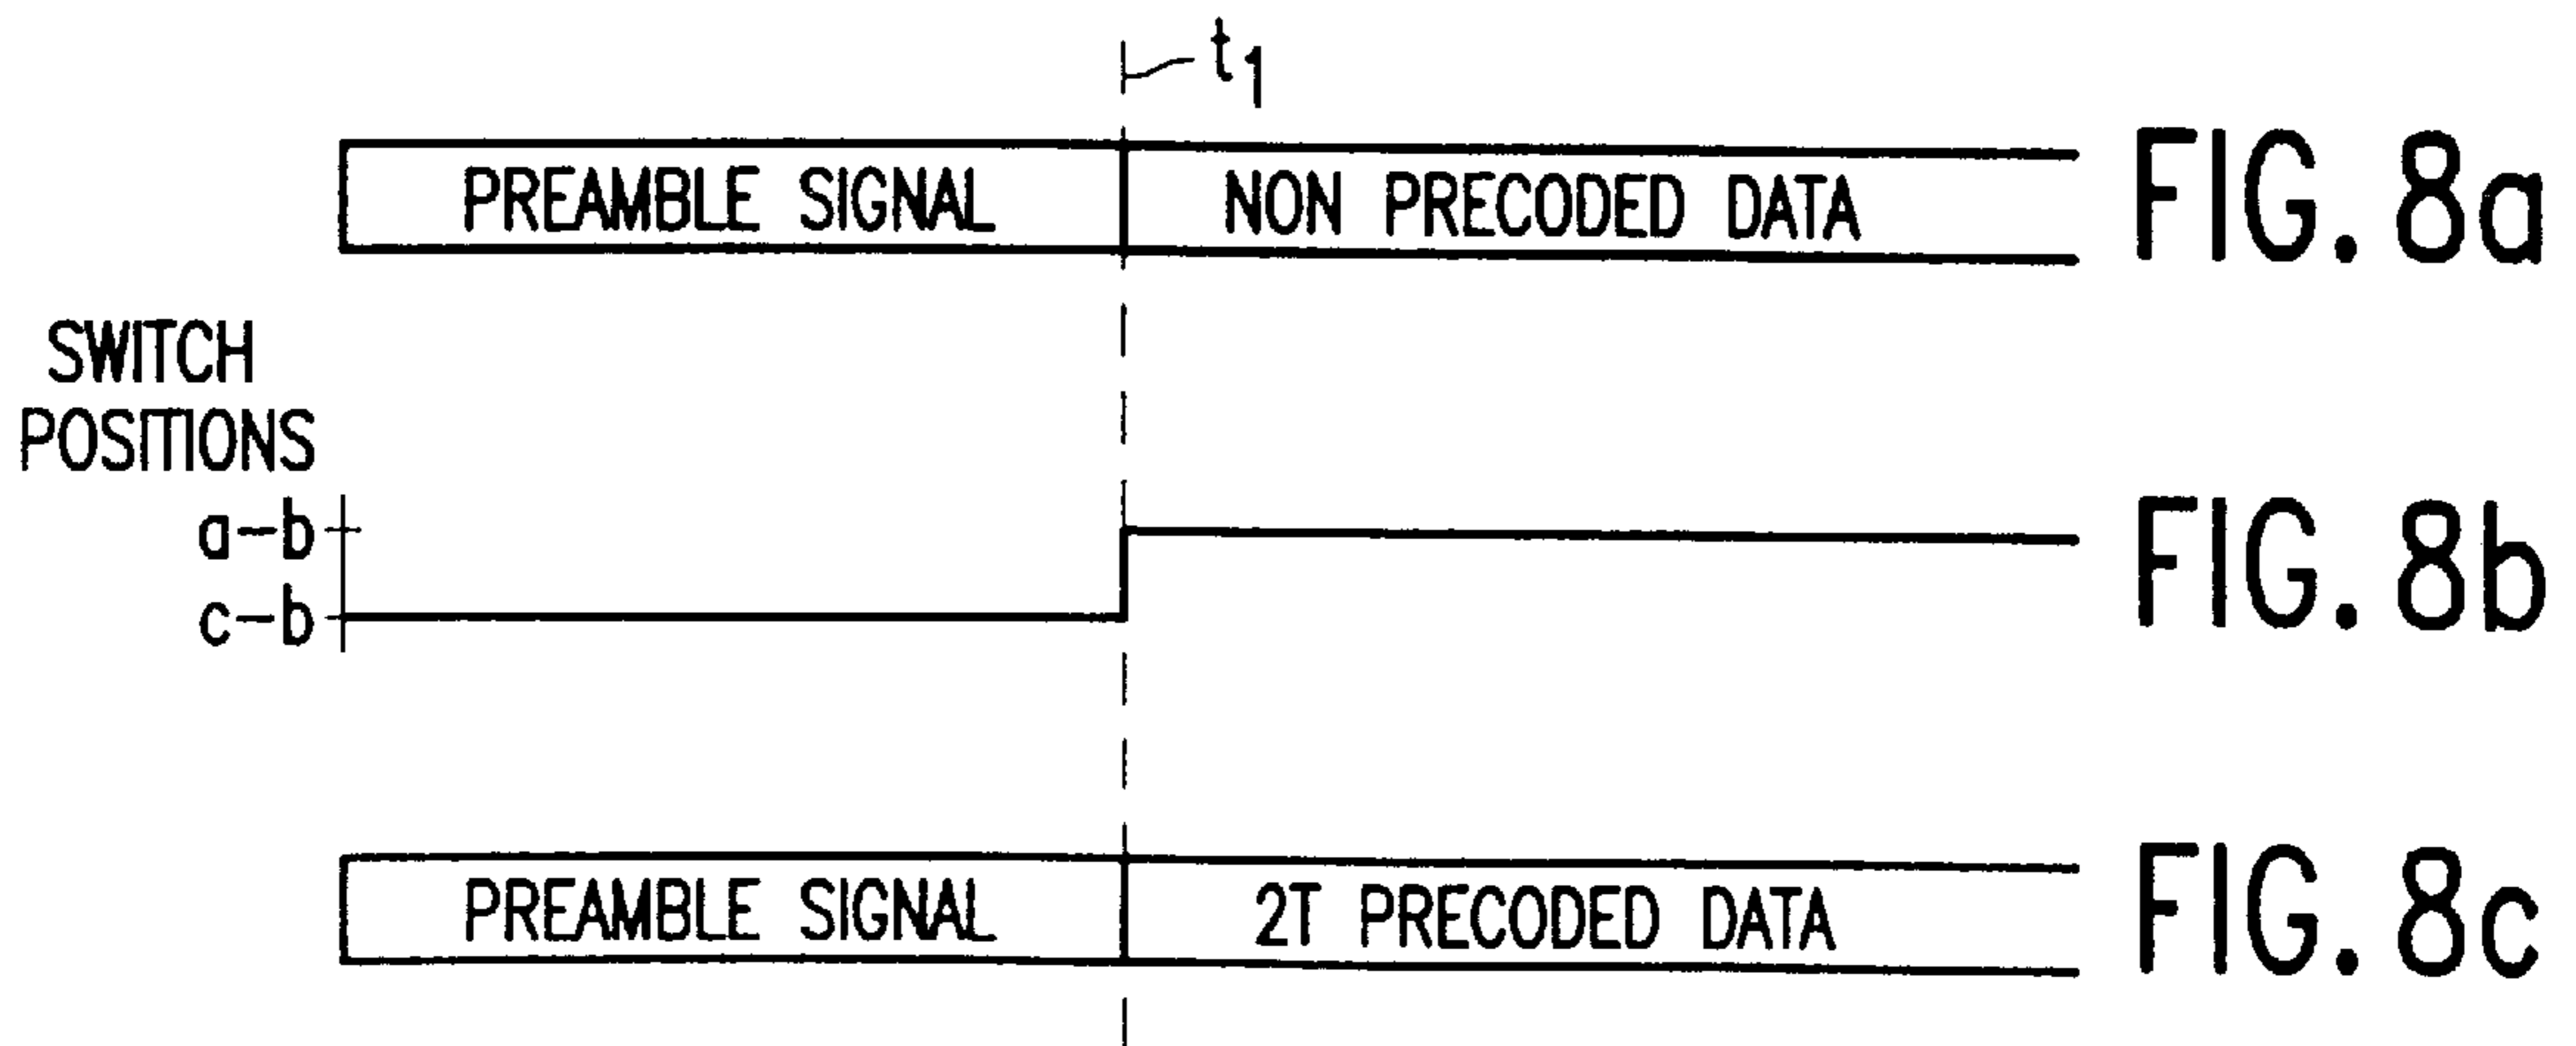 t1
PREAMBLE SIGNAL NON PRECODED DATA FIG. 8a
SWITCH
POSITIONS
a-b
c-b
FIG. 8b
PREAMBLE SIGNAL 2T PRECODED DATA FIG. 8c